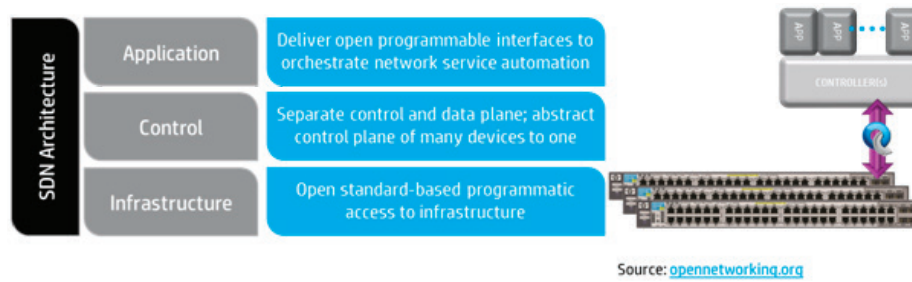 SDN Architecture
Application
Deliver open programmable interfaces to
orchestrate network service automation
Control
Separate control and data plane; abstract
control plane of many devices to one
Infrastructure
Open standard-based programmatic
access to infrastructure
APP
APP
APP
CONTROLLER(s)
Source: opennetworking.org